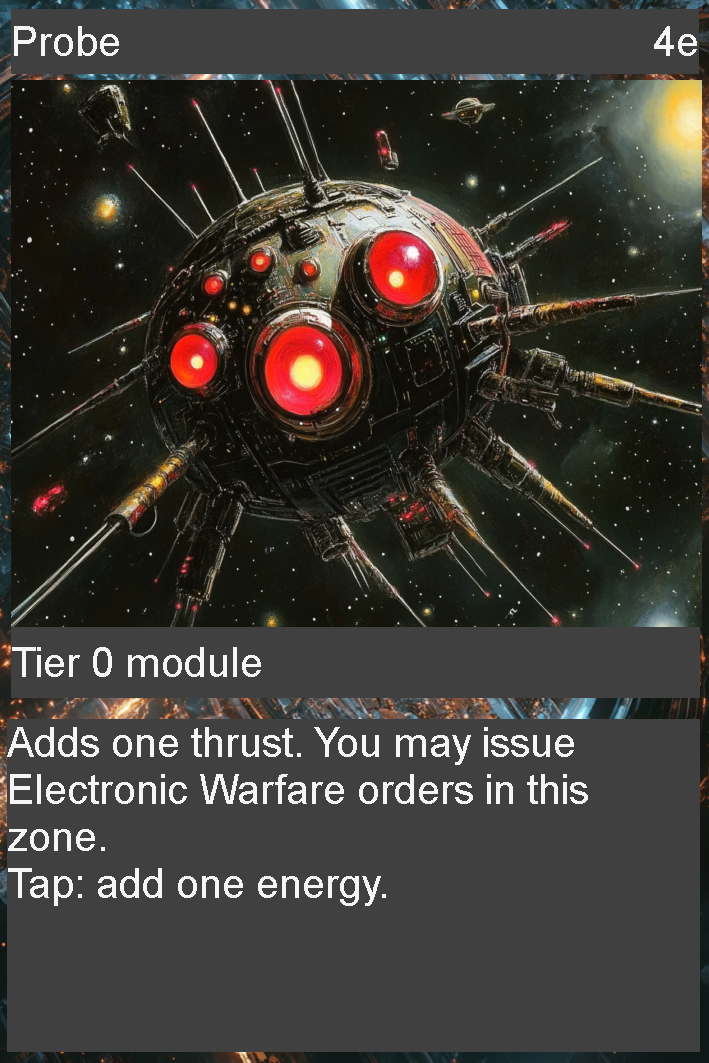 Probe 4e
Tier 0 module
Adds one thrust. You may issue
Electronic Warfare orders in this
zone.
Tap: add one energy.